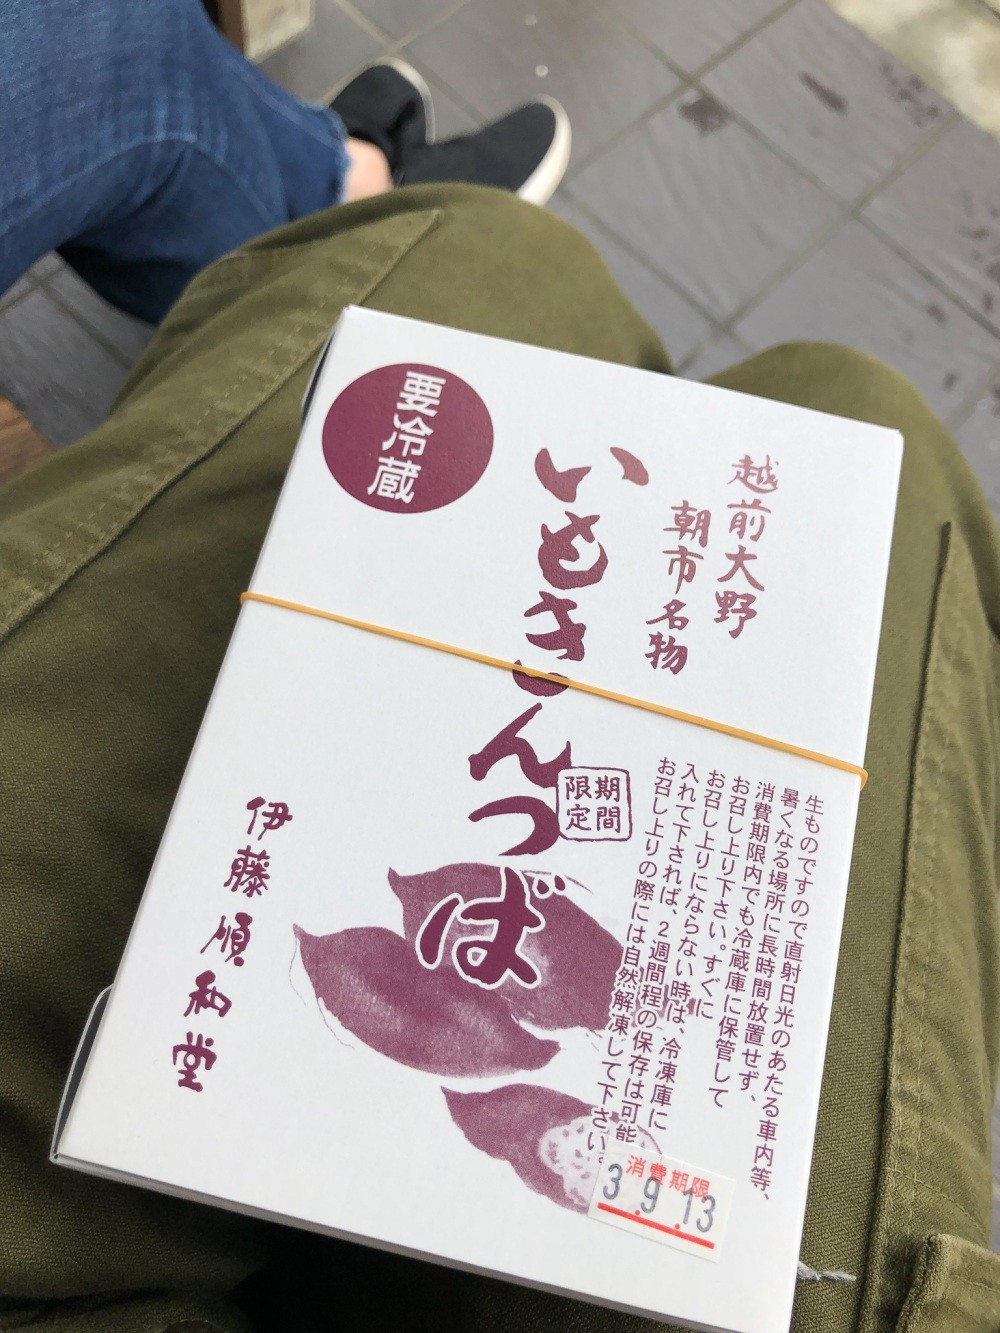 要冷蔵
越前大野
朝市名物
いもきんつば
期間
限定
生ものですので直射日光のあたる車内等、
暑くなる場所に長時間放置せず、
消費期限内でも冷蔵庫に保管して
お召し上り下さい。すぐに
お召し上りにならない時は、冷凍庫に
入れて下されば、2週間程の保存は可能
お召し上りの際には自然解凍して下さい。
伊藤順和堂
消費期限
3.9.13